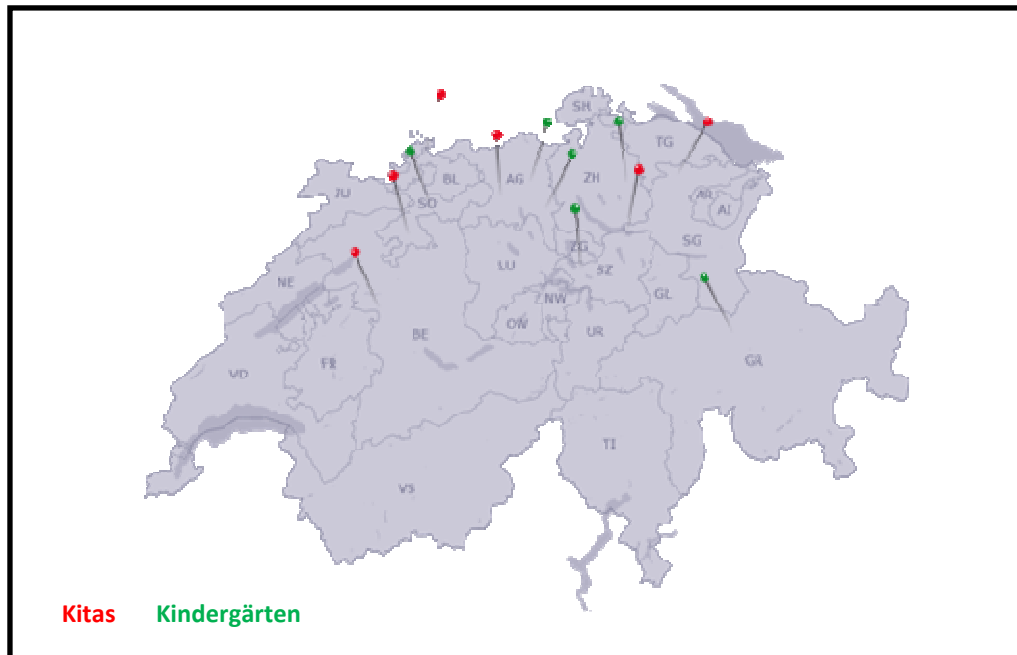 SH
TG
BL
AG
ZH
JU
SO
AR
AI
ZG
SG
LU
SZ
NE
NW
GL
OW
UR
BE
FR
GR
VD
TI
VS
Kitas Kindergärten